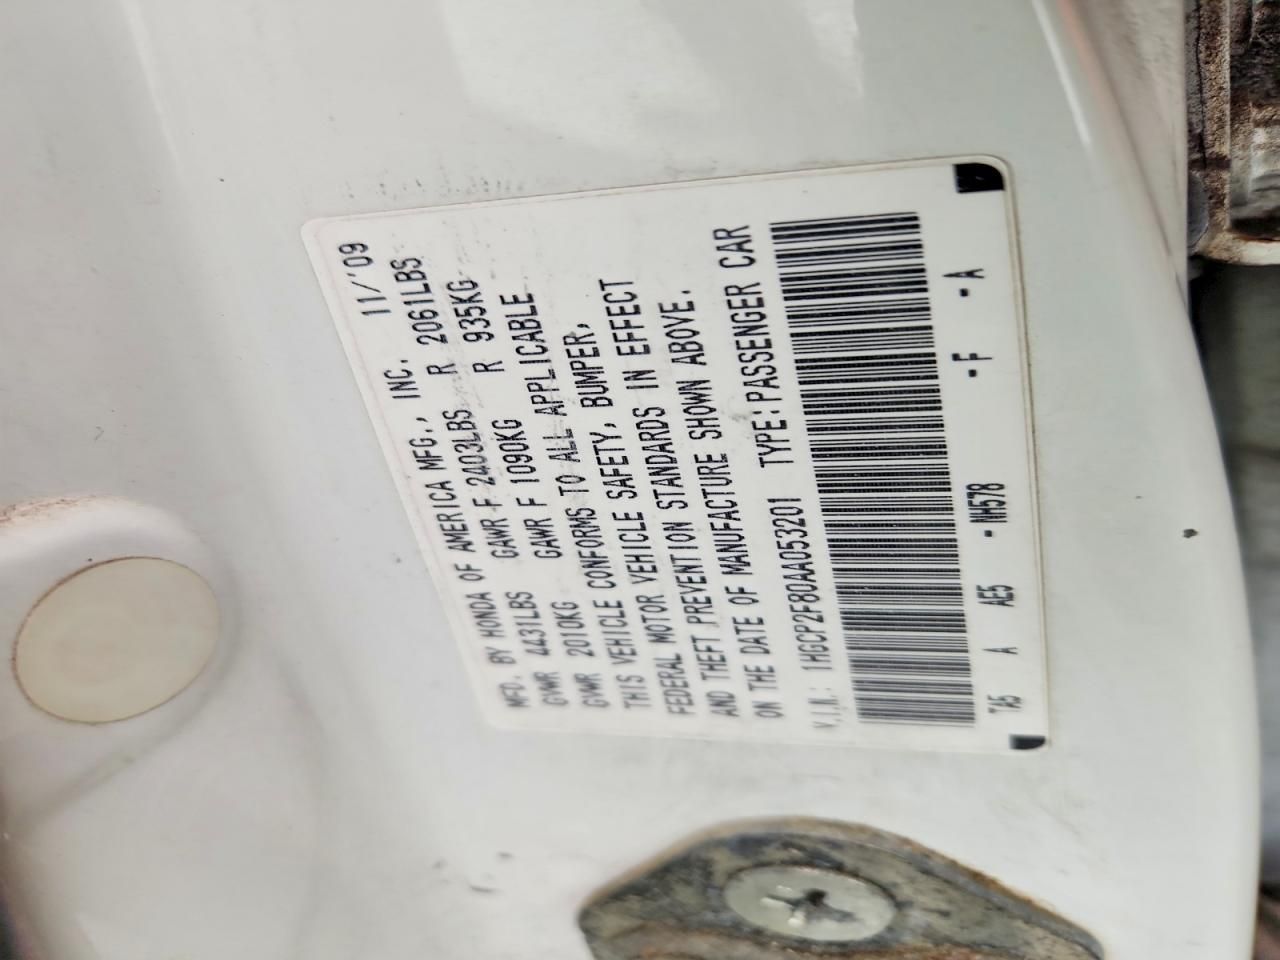 MFD. BY HONDA OF AMERICA MFG., INC. 11/'09
GVWR 4431LBS GAWR F 2403LBS R 2061LBS
GVWR 2010KG GAWR F 1090KG R 935KG
THIS VEHICLE CONFORMS TO ALL APPLICABLE
FEDERAL MOTOR VEHICLE SAFETY, BUMPER,
AND THEFT PREVENTION STANDARDS IN EFFECT
ON THE DATE OF MANUFACTURE SHOWN ABOVE.
V.I.N.: 1HGCP2F80AA053201 TYPE:PASSENGER CAR
TA5 A AE5 - NH578 - F - A